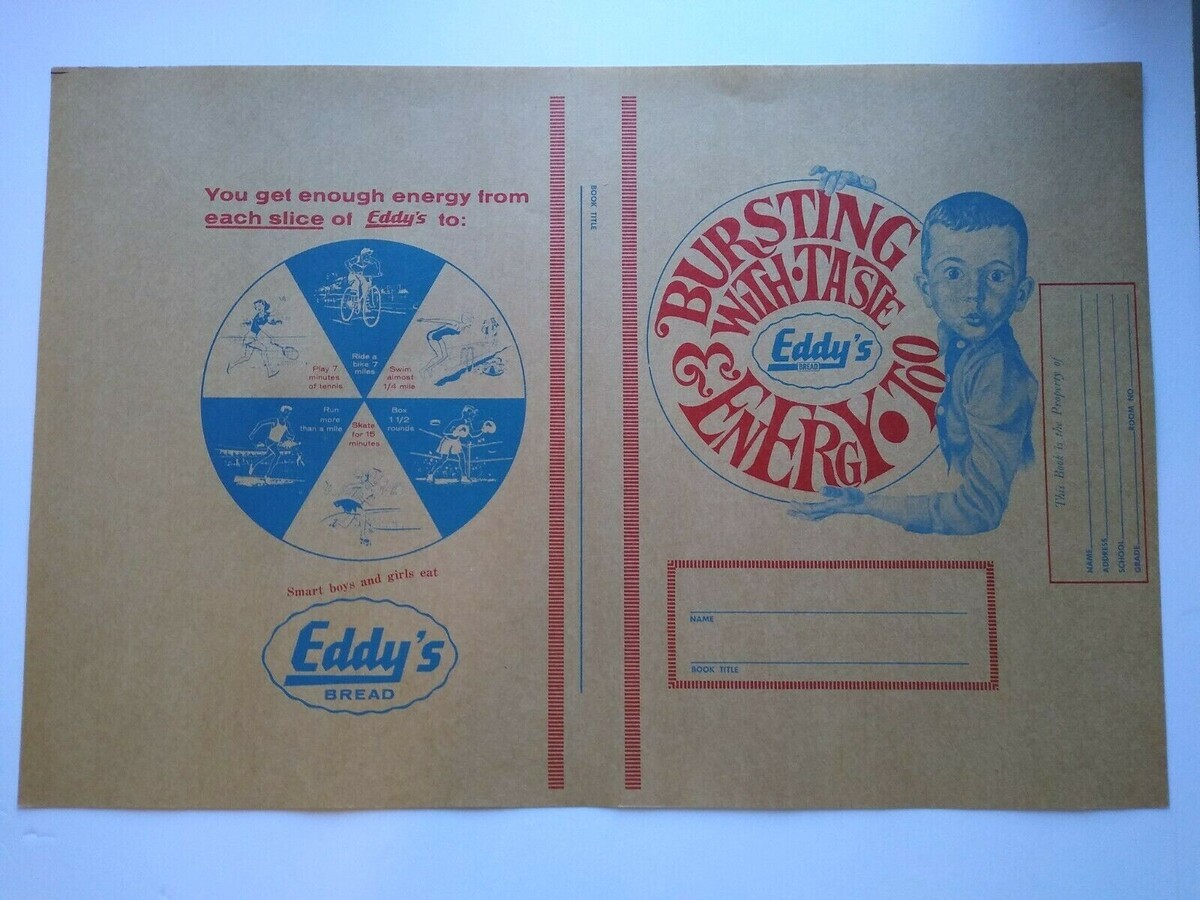 You get enough energy from
each slice of Eddy's to:
Ride a
bike 7
miles
Play 7
minutes
of tennis
Swim
almost
1/4 mile
Run
more
than a mile
Skate
for 15
minutes
Box
1 1/2
rounds
Smart boys and girls eat
Eddy's
BREAD
BOOK TITLE
BURSTING
WITH•TASTE
& ENERGY•TOO
Eddy's
BREAD
NAME
BOOK TITLE
This Book is the Property of
NAME
ADDRESS
SCHOOL
GRADE ROOM NO.